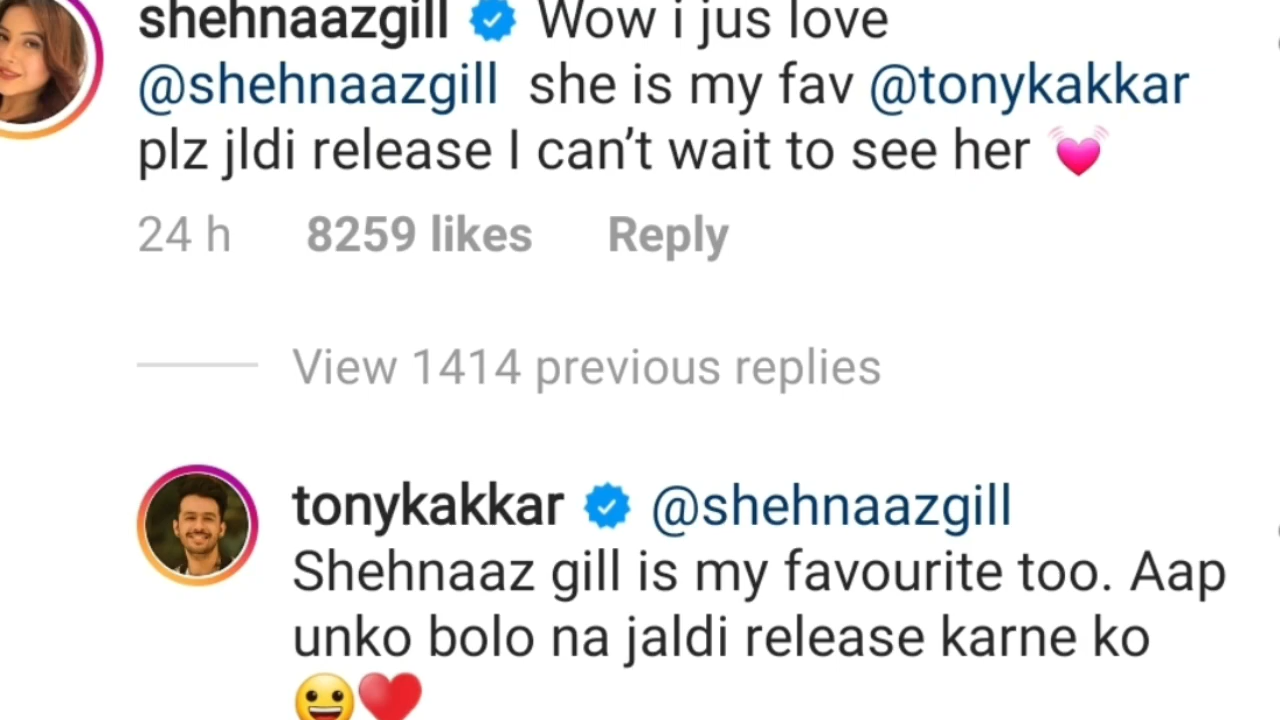 shehnaazgill Wow i jus love
@shehnaazgill she is my fav @tonykakkar
plz jldi release I can’t wait to see her 💓
24 h 8259 likes Reply
View 1414 previous replies
tonykakkar @shehnaazgill
Shehnaaz gill is my favourite too. Aap
unko bolo na jaldi release karne ko
😀❤️